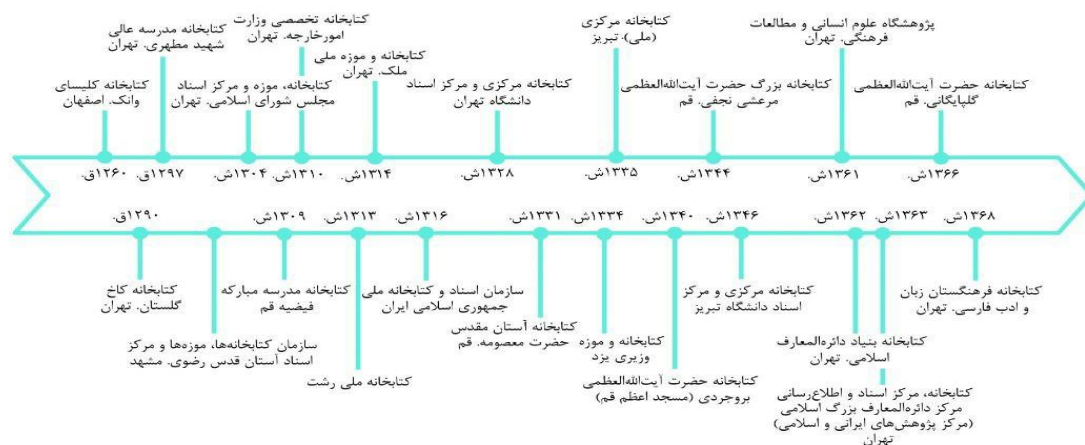 کتابخانه مدرسه عالی
شهید مطهری. تهران
کتابخانه تخصصی وزارت
امورخارجه. تهران
کتابخانه و موزه ملی
ملک. تهران
کتابخانه مرکزی
(ملی). تبریز
پژوهشگاه علوم انسانی و مطالعات
فرهنگی. تهران
کتابخانه کلیسای
وانک. اصفهان
کتابخانه، موزه و مرکز اسناد
مجلس شورای اسلامی. تهران
کتابخانه مرکزی و مرکز اسناد
دانشگاه تهران
کتابخانه بزرگ حضرت آیت‌الله‌العظمی
مرعشی نجفی. قم
کتابخانه حضرت آیت‌الله‌العظمی
گلپایگانی. قم
۱۲۶۰ق. ۱۲۹۷ق. ۱۳۰۴ش. ۱۳۱۰ش. ۱۳۱۴ش. ۱۳۲۸ش. ۱۳۳۵ش. ۱۳۴۴ش. ۱۳۶۱ش. ۱۳۶۶ش.
۱۲۹۰ق. ۱۳۰۹ش. ۱۳۱۳ش. ۱۳۱۶ش. ۱۳۳۱ش. ۱۳۳۴ش. ۱۳۴۰ش. ۱۳۴۶ش. ۱۳۶۲ش. ۱۳۶۳ش. ۱۳۶۸ش.
کتابخانه کاخ
گلستان. تهران
کتابخانه مدرسه مبارکه
فیضیه قم
سازمان اسناد و کتابخانه ملی
جمهوری اسلامی ایران
کتابخانه مرکزی و مرکز
اسناد دانشگاه تبریز
کتابخانه فرهنگستان زبان
و ادب فارسی. تهران
سازمان کتابخانه‌ها، موزه‌ها و مرکز
اسناد آستان قدس رضوی. مشهد
کتابخانه آستان مقدس
حضرت معصومه. قم
کتابخانه و موزه
وزیری یزد
کتابخانه بنیاد دائره‌المعارف
اسلامی. تهران
کتابخانه ملی رشت
کتابخانه حضرت آیت‌الله‌العظمی
بروجردی (مسجد اعظم قم)
کتابخانه، مرکز اسناد و اطلاع‌رسانی
مرکز دائره‌المعارف بزرگ اسلامی
(مرکز پژوهش‌های ایرانی و اسلامی)
تهران